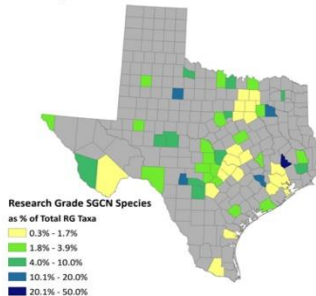 Research Grade SGCN Species
as % of Total RG Taxa
0.3% - 1.7%
1.8% - 3.9%
4.0% - 10.0%
10.1% - 20.0%
20.1% - 50.0%